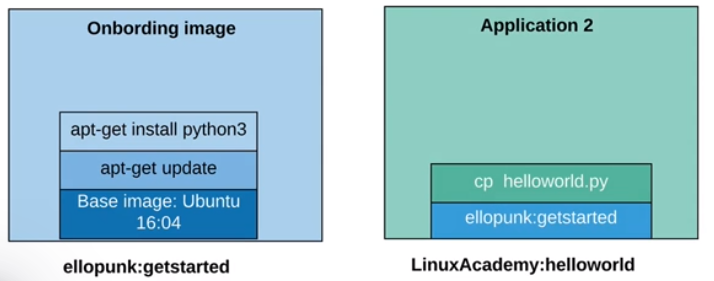 Onbording image
apt-get install python3
apt-get update
Base image: Ubuntu
16:04
ellopunk:getstarted
Application 2
cp helloworld.py
ellopunk:getstarted
LinuxAcademy:helloworld